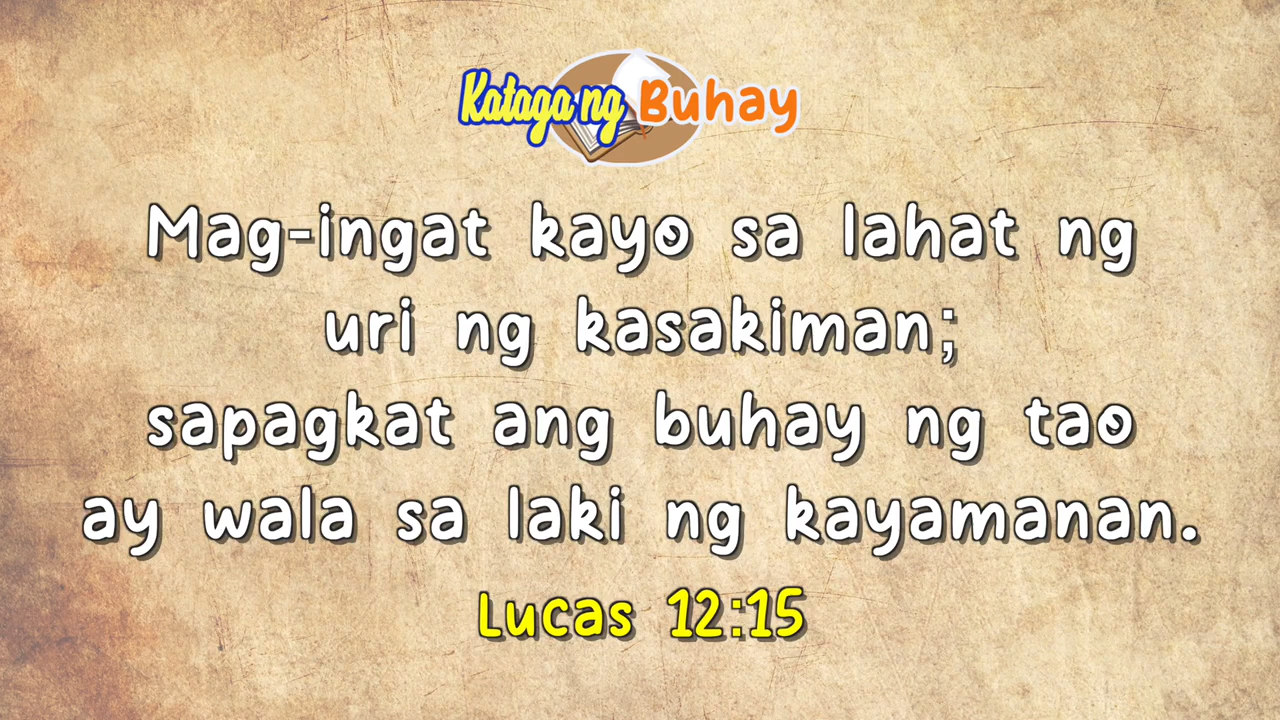 Kataga ng Buhay
Mag-ingat kayo sa lahat ng
uri ng kasakiman;
sapagkat ang buhay ng tao
ay wala sa laki ng kayamanan.
Lucas 12:15